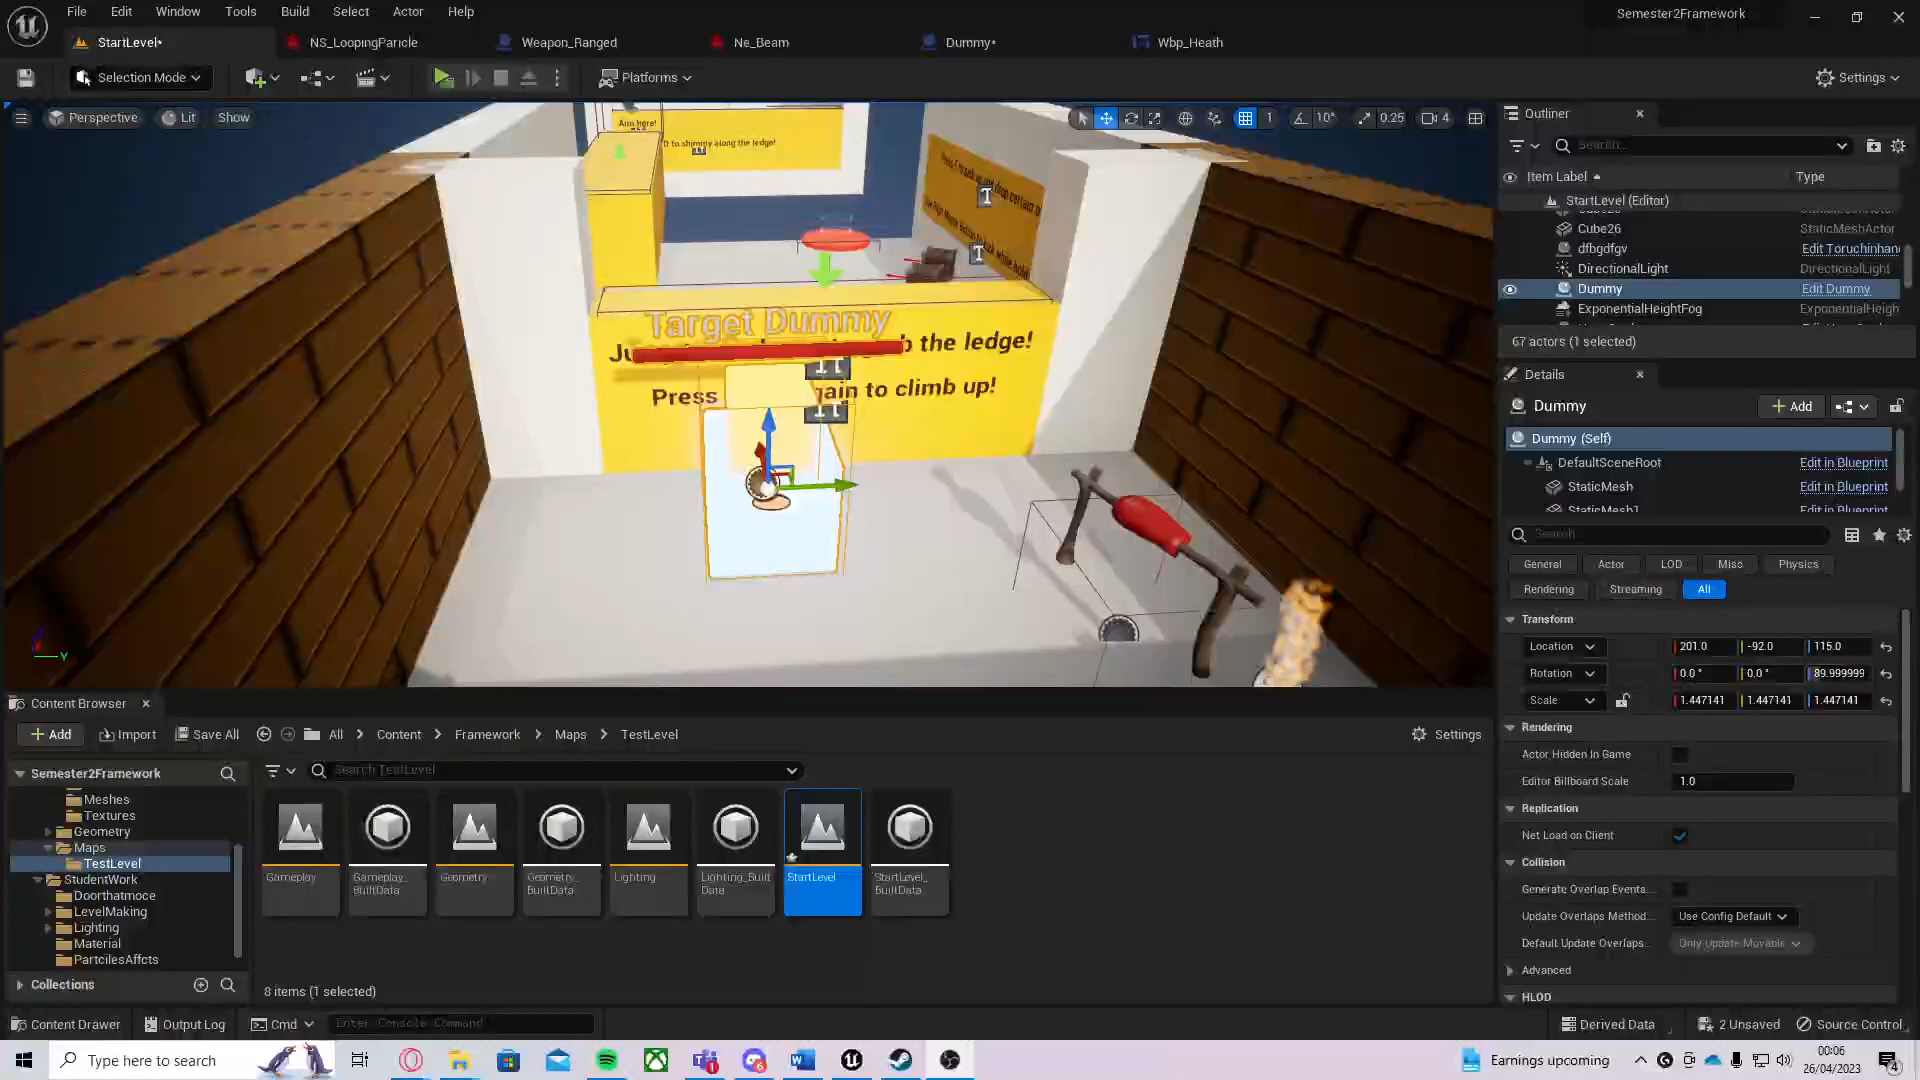 File Edit Window Tools Build Select Actor Help
Semester2Framework
StartLevel* NS_LoopingParicle Weapon_Ranged Ne_Beam Dummy* Wbp_Heath
Selection Mode Platforms Settings
Perspective Lit Show 1 10° 0.25 4
Aim here!
D to shimmy along the ledge!
Target Dummy
the ledge!
Press ain to climb up!
Outliner
Search...
Item Label Type
StartLevel (Editor)
Cube26 StaticMeshActor
dfbgdfgv Edit Toruchinhan
DirectionalLight DirectionalLight
Dummy Edit Dummy
ExponentialHeightFog ExponentialHeigh
67 actors (1 selected)
Details
Dummy Add
Dummy (Self)
DefaultSceneRoot Edit in Blueprint
StaticMesh Edit in Blueprint
StaticMesh1 Edit in Blueprint
Search
General Actor LOD Misc Physics
Rendering Streaming All
Transform
Location 201.0 -92.0 115.0
Rotation 0.0 ° 0.0 ° 89.999999
Scale 1.447141 1.447141 1.447141
Rendering
Actor Hidden In Game
Editor Billboard Scale 1.0
Replication
Net Load on Client
Collision
Generate Overlap Events...
Update Overlaps Method... Use Config Default
Default Update Overlaps... Only Update Movable
Advanced
HLOD
Content Browser
Add Import Save All All Content Framework Maps TestLevel Settings
Semester2Framework Search TestLevel
Meshes
Textures
Geometry
Maps
TestLevel
StudentWork
Doorthatmoce
LevelMaking
Lighting
Material
PartcilesAffcts
Collections
Gameplay Gameplay_BuiltData Geometry Geometry_BuiltData Lighting Lighting_BuiltData StartLevel StartLevel_BuiltData
8 items (1 selected)
Content Drawer Output Log Cmd Enter Console Command Derived Data 2 Unsaved Source Control
Type here to search Earnings upcoming 00:06
26/04/2023